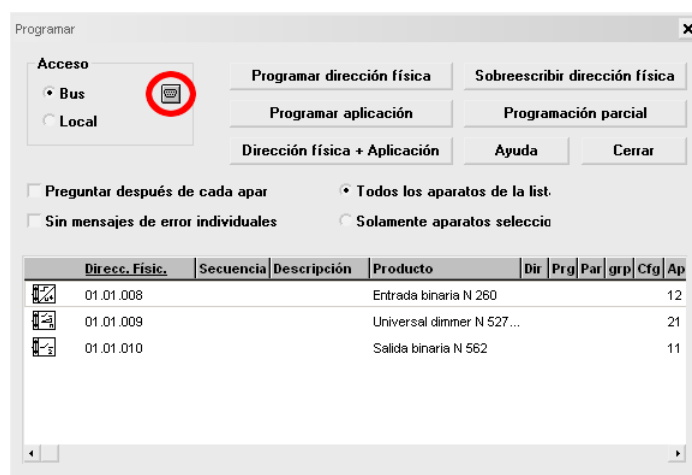 Programar
Acceso
Bus
Local
Programar dirección física
Sobreescribir dirección física
Programar aplicación
Programación parcial
Dirección física + Aplicación
Ayuda
Cerrar
Preguntar después de cada apar
Todos los aparatos de la list
Sin mensajes de error individuales
Solamente aparatos seleccio
Direcc. Físic. Secuencia Descripción Producto Dir Prg Par grp Cfg Ap
01.01.008 Entrada binaria N 260 12
01.01.009 Universal dimmer N 527... 21
01.01.010 Salida binaria N 562 11